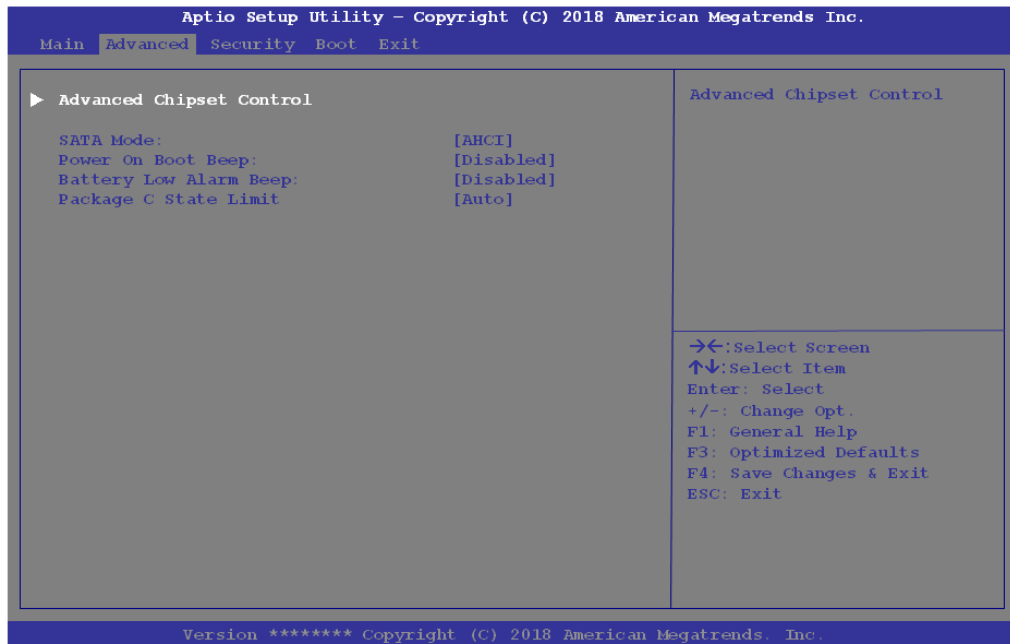 Aptio Setup Utility – Copyright (C) 2018 American Megatrends Inc.
Main Advanced Security Boot Exit
Advanced Chipset Control
SATA Mode: [AHCI]
Power On Boot Beep: [Disabled]
Battery Low Alarm Beep: [Disabled]
Package C State Limit [Auto]
Advanced Chipset Control
→←:Select Screen
↑↓:Select Item
Enter: Select
+/-: Change Opt.
F1: General Help
F3: Optimized Defaults
F4: Save Changes & Exit
ESC: Exit
Version ******** Copyright (C) 2018 American Megatrends. Inc.